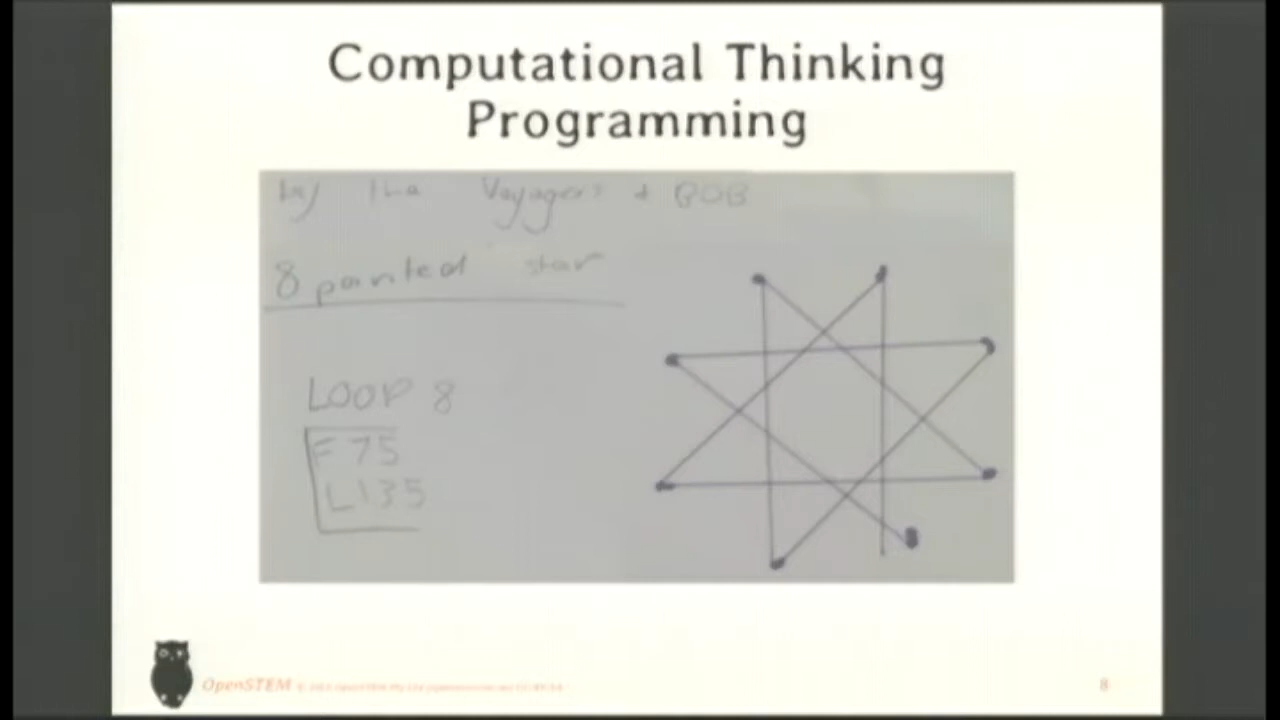 Computational Thinking
Programming
by the Voyagers + BOB
8 pointed star
LOOP 8
F 75
L 135
OpenSTEM
8